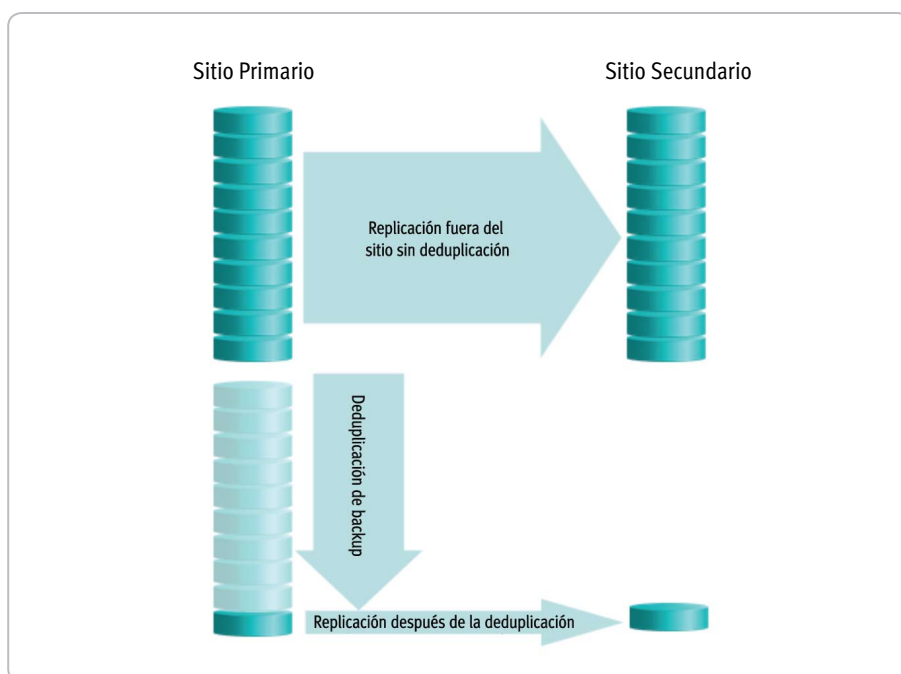 Sitio Primario
Sitio Secundario
Replicación fuera del
sitio sin deduplicación
Deduplicación de backup
Replicación después de la deduplicación